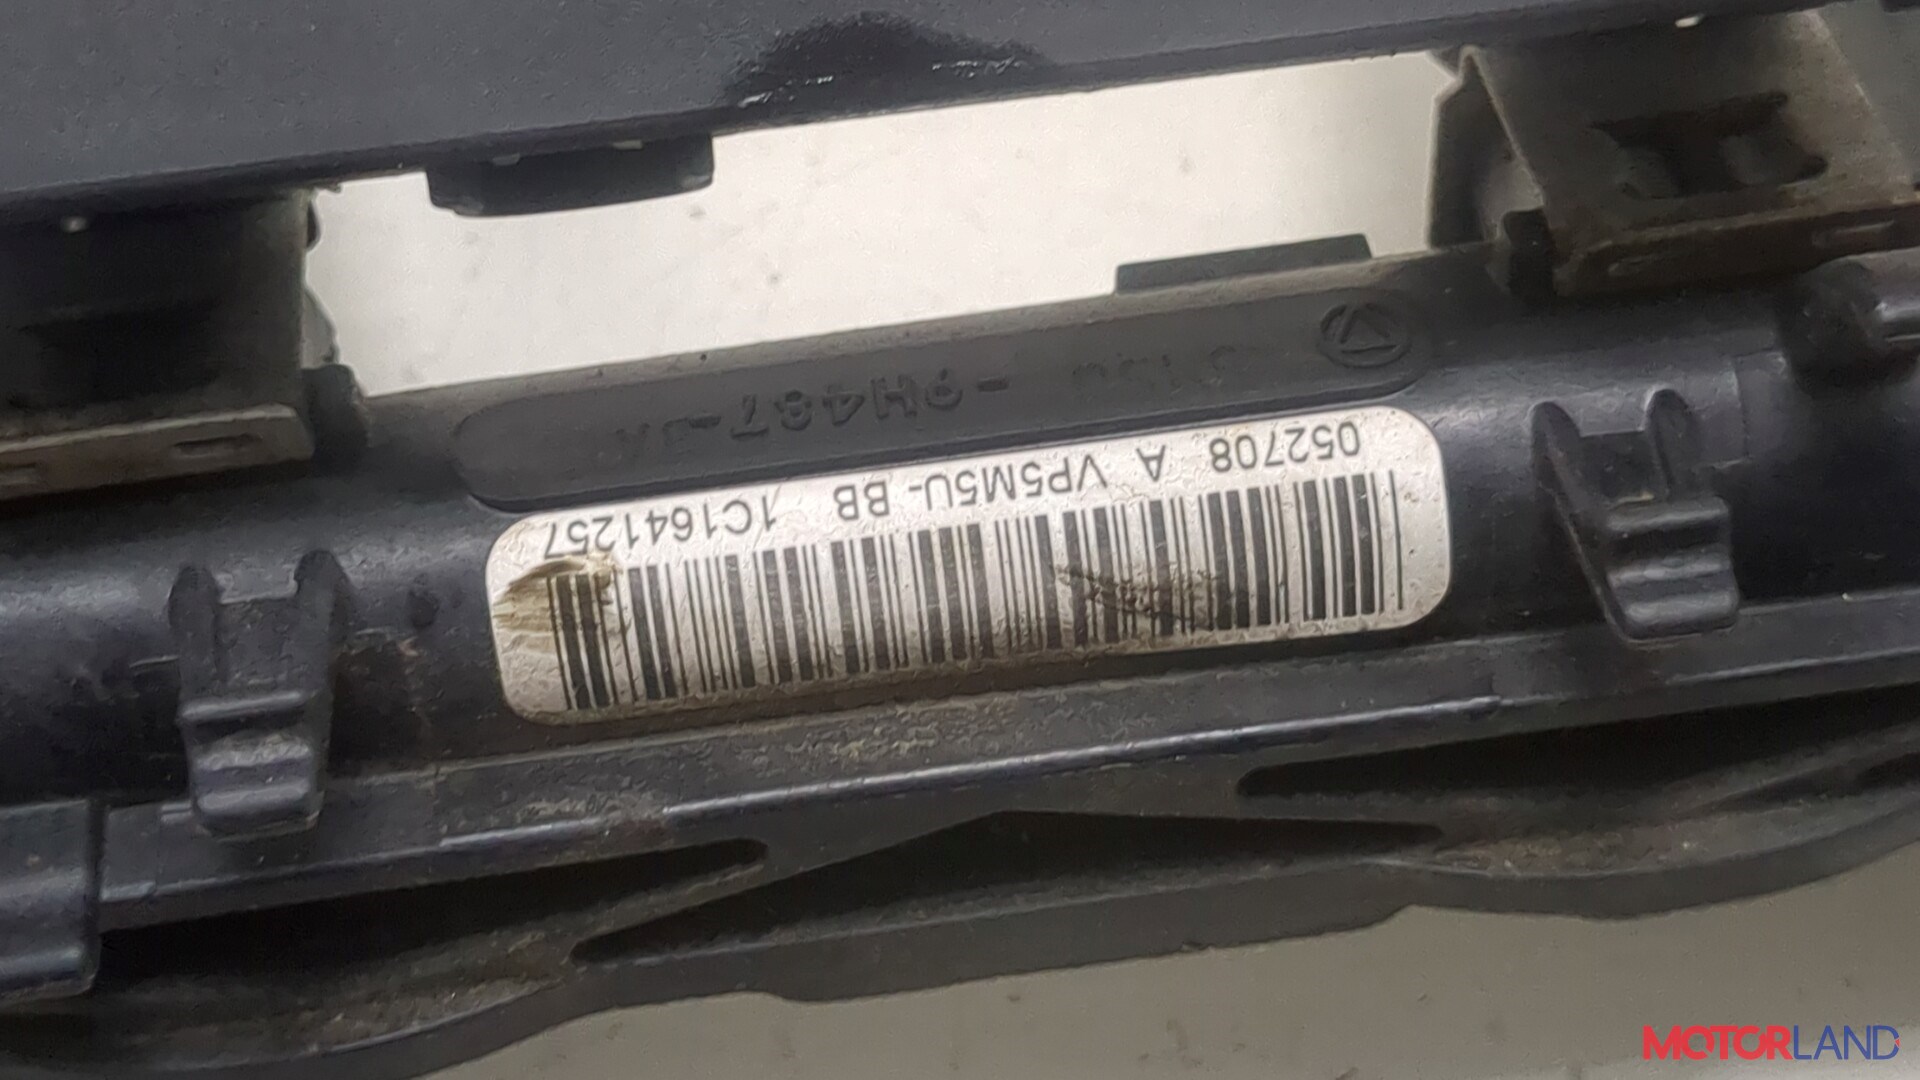 052708 A VP5M5U-BB 1C1641257
-9H487-JA
MOTORLAND